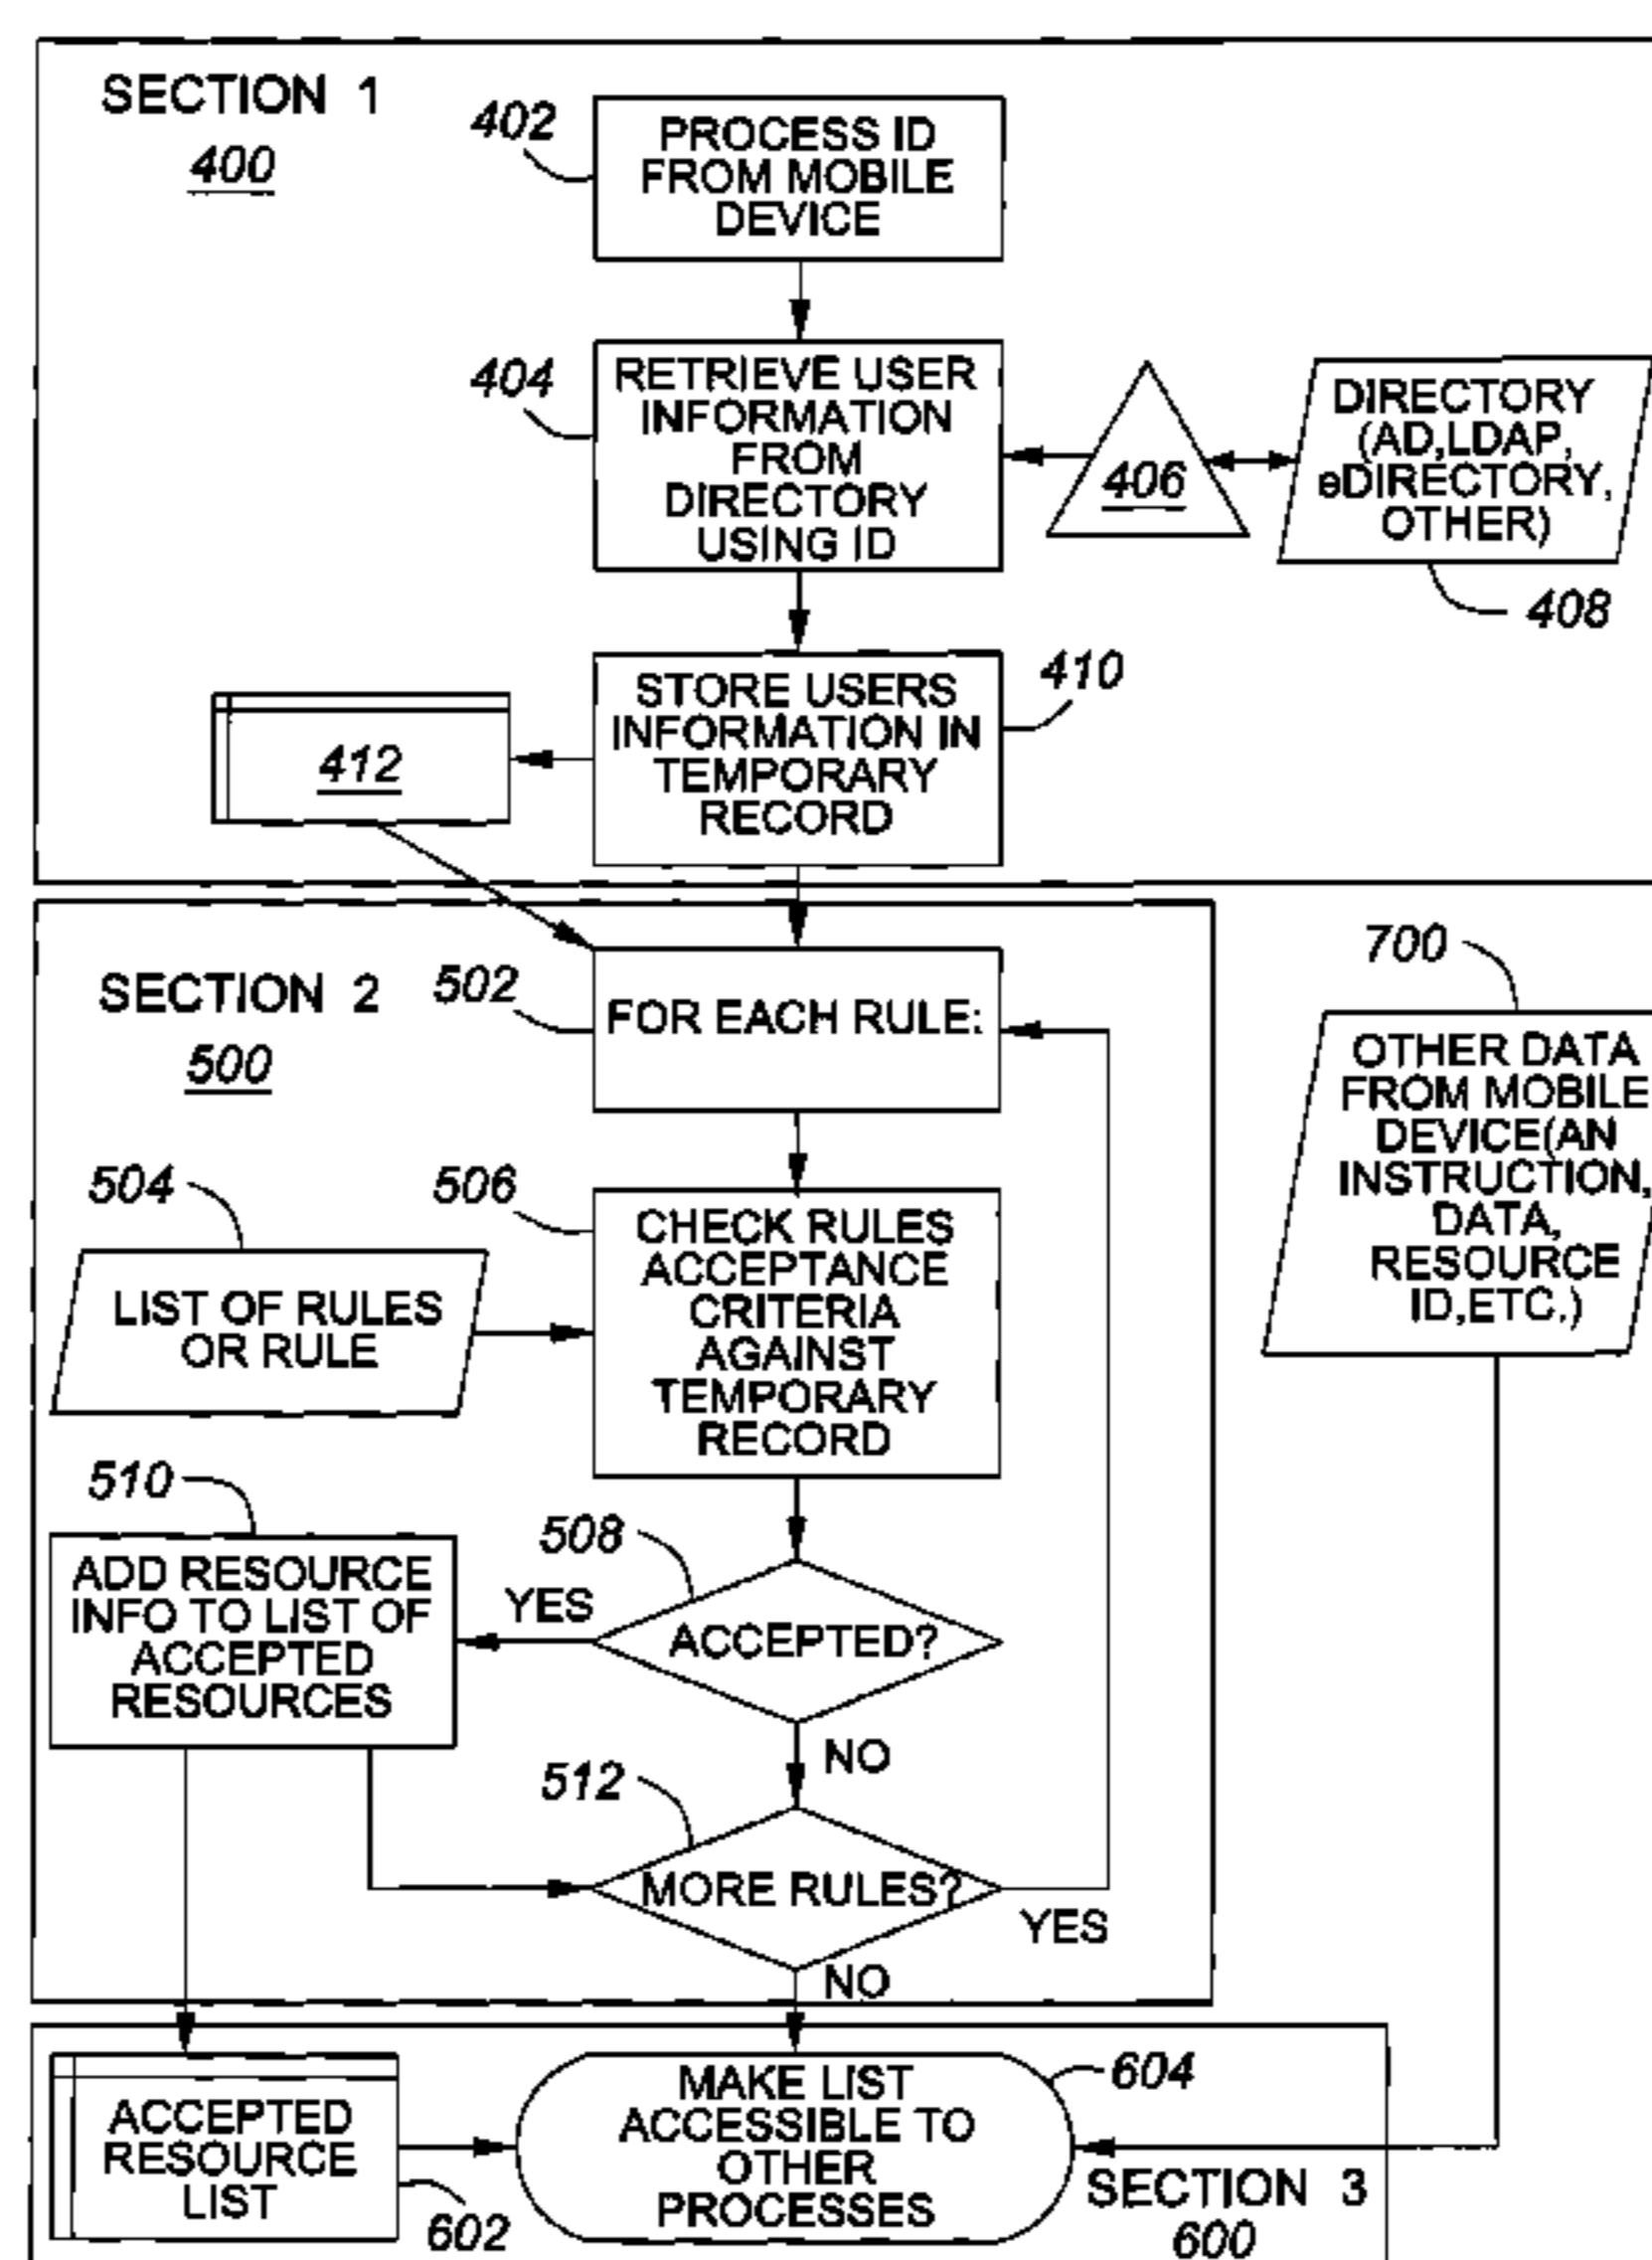 SECTION 1
400
402
PROCESS ID
FROM MOBILE
DEVICE
404
RETRIEVE USER
INFORMATION
FROM
DIRECTORY
USING ID
406
DIRECTORY
(AD,LDAP,
eDIRECTORY,
OTHER)
408
410
STORE USERS
INFORMATION IN
TEMPORARY
RECORD
412
SECTION 2
500
502
FOR EACH RULE:
700
OTHER DATA
FROM MOBILE
DEVICE(AN
INSTRUCTION,
DATA,
RESOURCE
ID,ETC.)
504
LIST OF RULES
OR RULE
506
CHECK RULES
ACCEPTANCE
CRITERIA
AGAINST
TEMPORARY
RECORD
510
ADD RESOURCE
INFO TO LIST OF
ACCEPTED
RESOURCES
508
YES
ACCEPTED?
NO
512
MORE RULES?
YES
NO
ACCEPTED
RESOURCE
LIST
602
MAKE LIST
ACCESSIBLE TO
OTHER
PROCESSES
604
SECTION 3
600